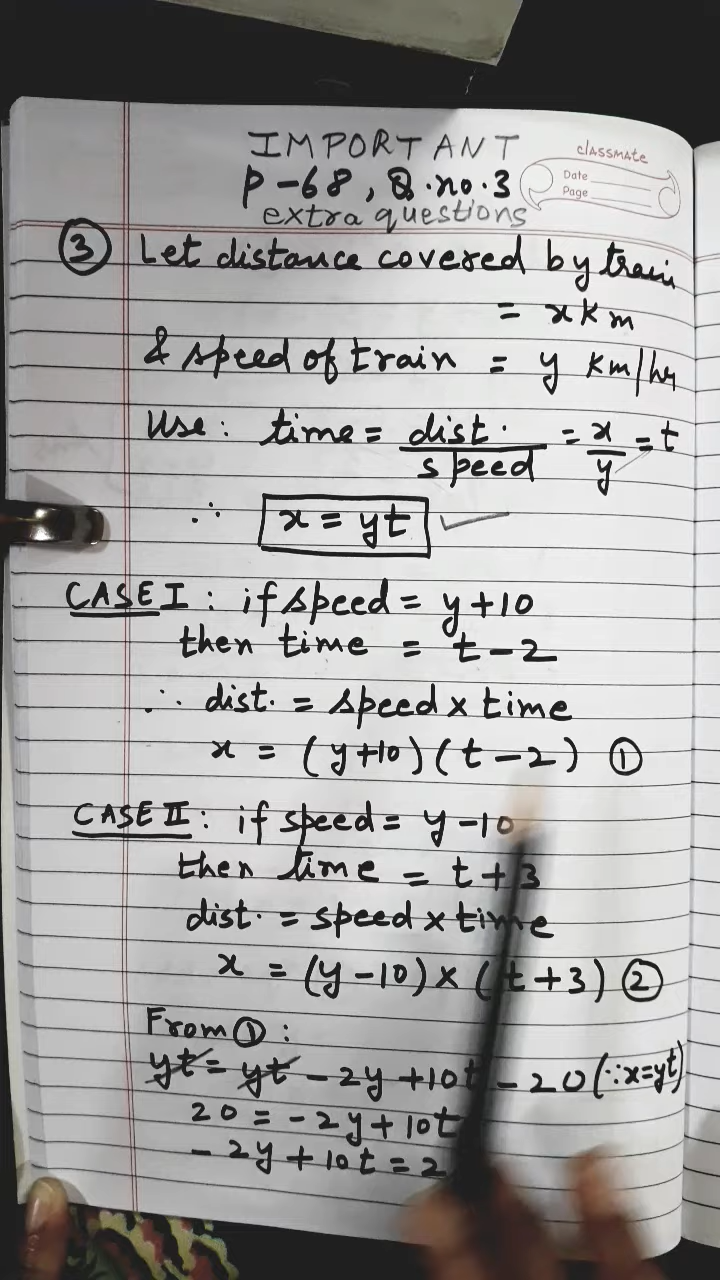 IMPORTANT
P-68, Q.no.3
extra questions
classmate
Date
Page
③ Let distance covered by train
= x km
& speed of train = y km/hr
Use: time = dist./speed = x/y = t
∴ x = yt ✓
CASE I : if speed = y+10
then time = t-2
∴ dist. = speed x time
x = (y+10)(t-2) ①
CASE II : if speed = y-10
then time = t+3
dist. = speed x time
x = (y-10) x (t+3) ②
From ① :
yt = yt - 2y + 10t - 20 (∵x=yt)
20 = -2y + 10t
- 2y + 10t = 2